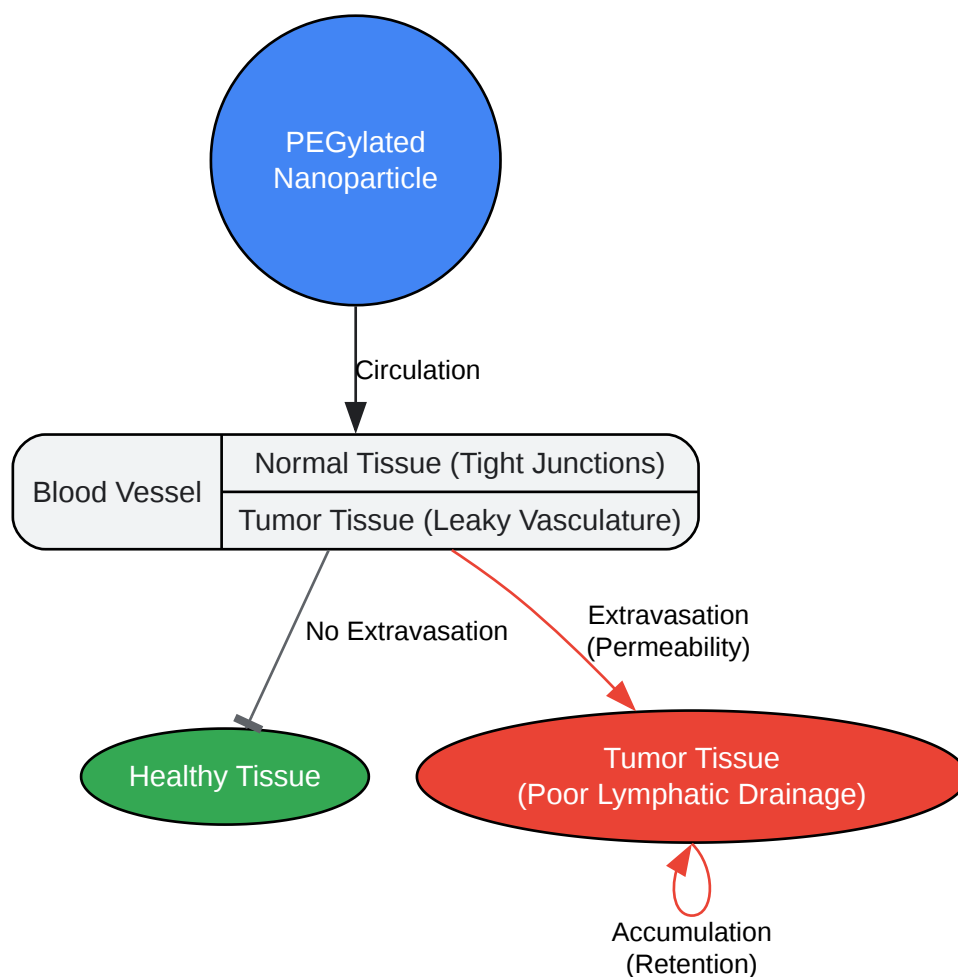 PEGylated
Nanoparticle
Circulation
Blood Vessel
Normal Tissue (Tight Junctions)
Tumor Tissue (Leaky Vasculature)
No Extravasation
Extravasation
(Permeability)
Healthy Tissue
Tumor Tissue
(Poor Lymphatic Drainage)
Accumulation
(Retention)